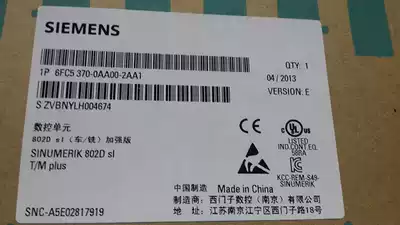 SIEMENS
1P 6FC5 370-0AA00-2AA1
QTY: 1
04 / 2013
VERSION: E
S ZVBNYLH004674
数控单元
802D sl (车/铣) 加强版
SINUMERIK 802D sl
T/M plus
c UL US LISTED
IND.CONT.EQ.
588A
KCC-REM-S49-
SINUMERIK
中国制造
Made in China
制造商: 西门子数控 (南京) 有限公司
地址: 江苏南京江宁区西门子路18号
SNC-A5E02817919